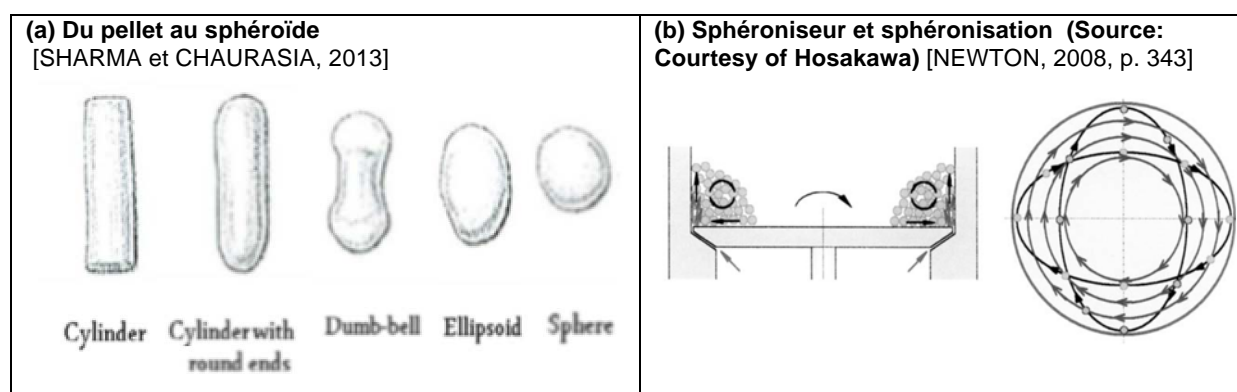 (a) Du pellet au sphéroïde
[SHARMA et CHAURASIA, 2013]
Cylinder
Cylinder with
round ends
Dumb-bell
Ellipsoid
Sphere
(b) Sphéroniseur et sphéronisation (Source:
Courtesy of Hosakawa) [NEWTON, 2008, p. 343]